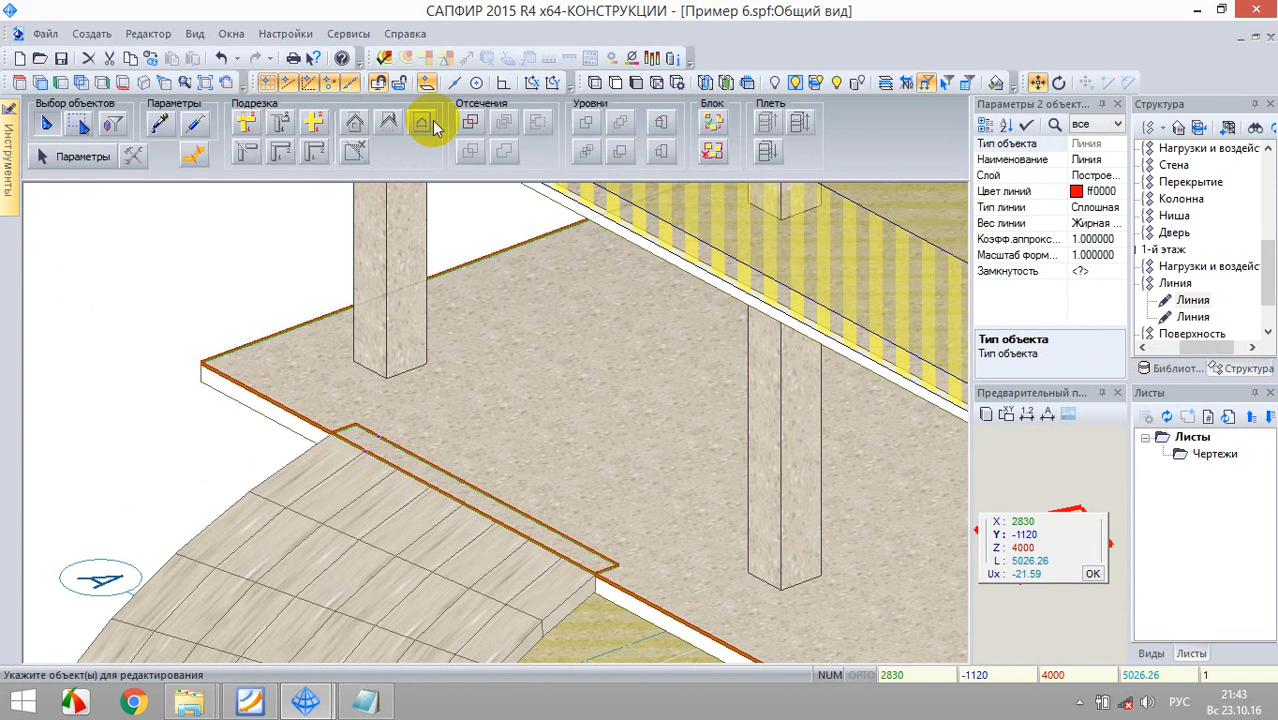 САПФИР 2015 R4 x64-КОНСТРУКЦИИ - [Пример 6.spf:Общий вид]
Файл Создать Редактор Вид Окна Настройки Сервисы Справка
Инструменты
Выбор объектов Параметры Подрезка Отсечения Уровни Блок Плеть
Параметры
Параметры 2 объект...
все
Тип объекта Линия
Наименование Линия
Слой Построе...
Цвет линий ff0000
Тип линии Сплошная
Вес линии Жирная ...
Коэфф.аппрокс... 1.000000
Масштаб форм... 1.000000
Замкнутость <?>
Тип объекта
Тип объекта
Предварительный п...
X: 2830
Y: -1120
Z: 4000
L: 5026.26
Ux: -21.59
OK
Структура
Нагрузки и воздейс
Стена
Перекрытие
Колонна
Ниша
Дверь
1-й этаж
Нагрузки и воздейс
Линия
Линия
Линия
Поверхность
Библиот... Структура
Листы
Листы
Чертежи
Виды Листы
А
Укажите объект(ы) для редактирования
NUM ОРТО 2830 -1120 4000 5026.26 1
РУС
21:43
Вс 23.10.16